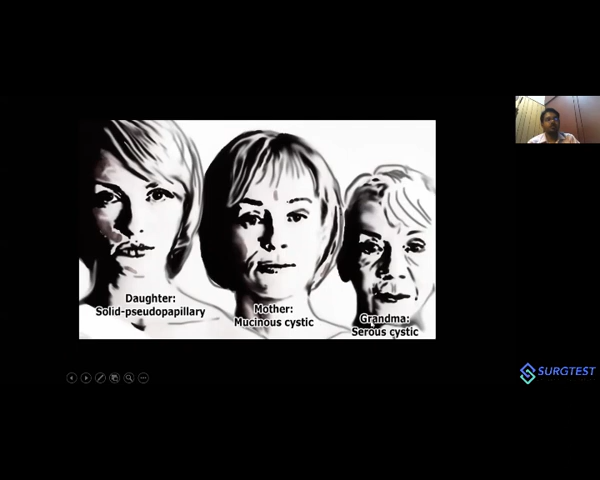 Daughter:
Solid-pseudopapillary
Mother:
Mucinous cystic
Grandma:
Serous cystic
SURGTEST